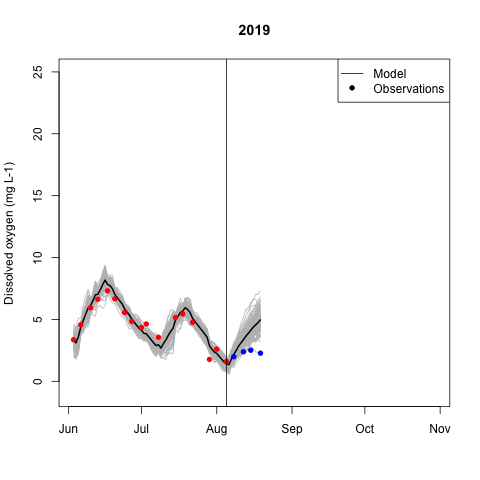 2019
Dissolved oxygen (mg L-1)
25
20
15
10
5
0
Model
Observations
Jun
Jul
Aug
Sep
Oct
Nov